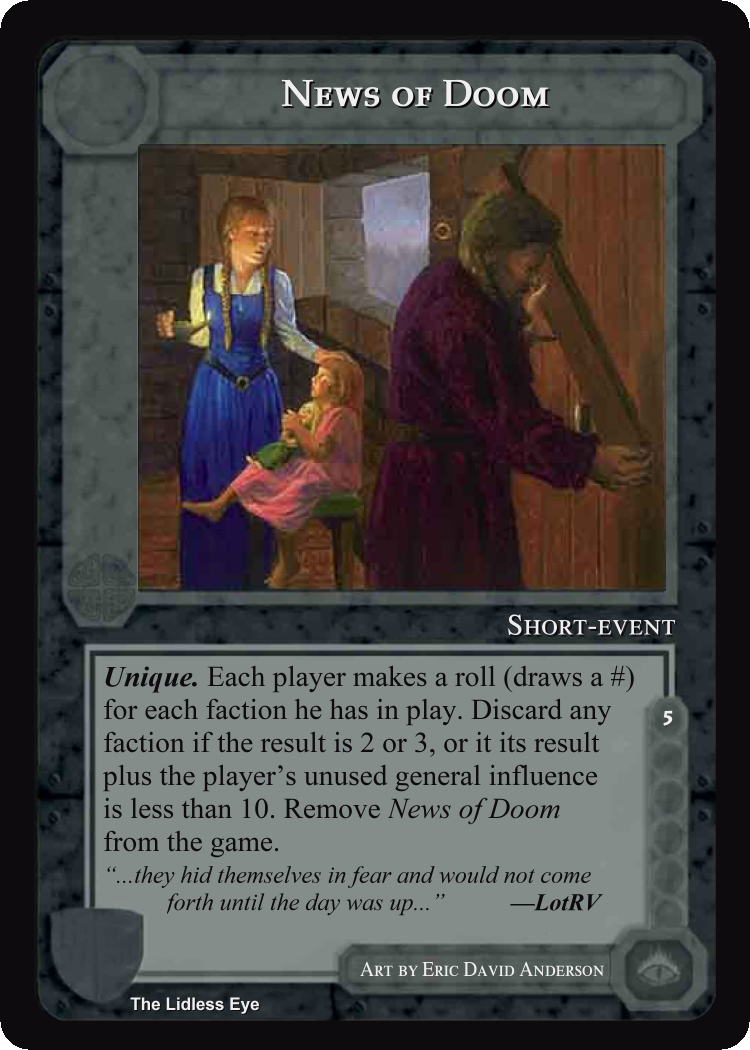 News of Doom
Short-event
Unique. Each player makes a roll (draws a #)
for each faction he has in play. Discard any
faction if the result is 2 or 3, or it its result
plus the player's unused general influence
is less than 10. Remove News of Doom
from the game.
"...they hid themselves in fear and would not come
forth until the day was up..." —LotRV
5
Art by Eric David Anderson
The Lidless Eye